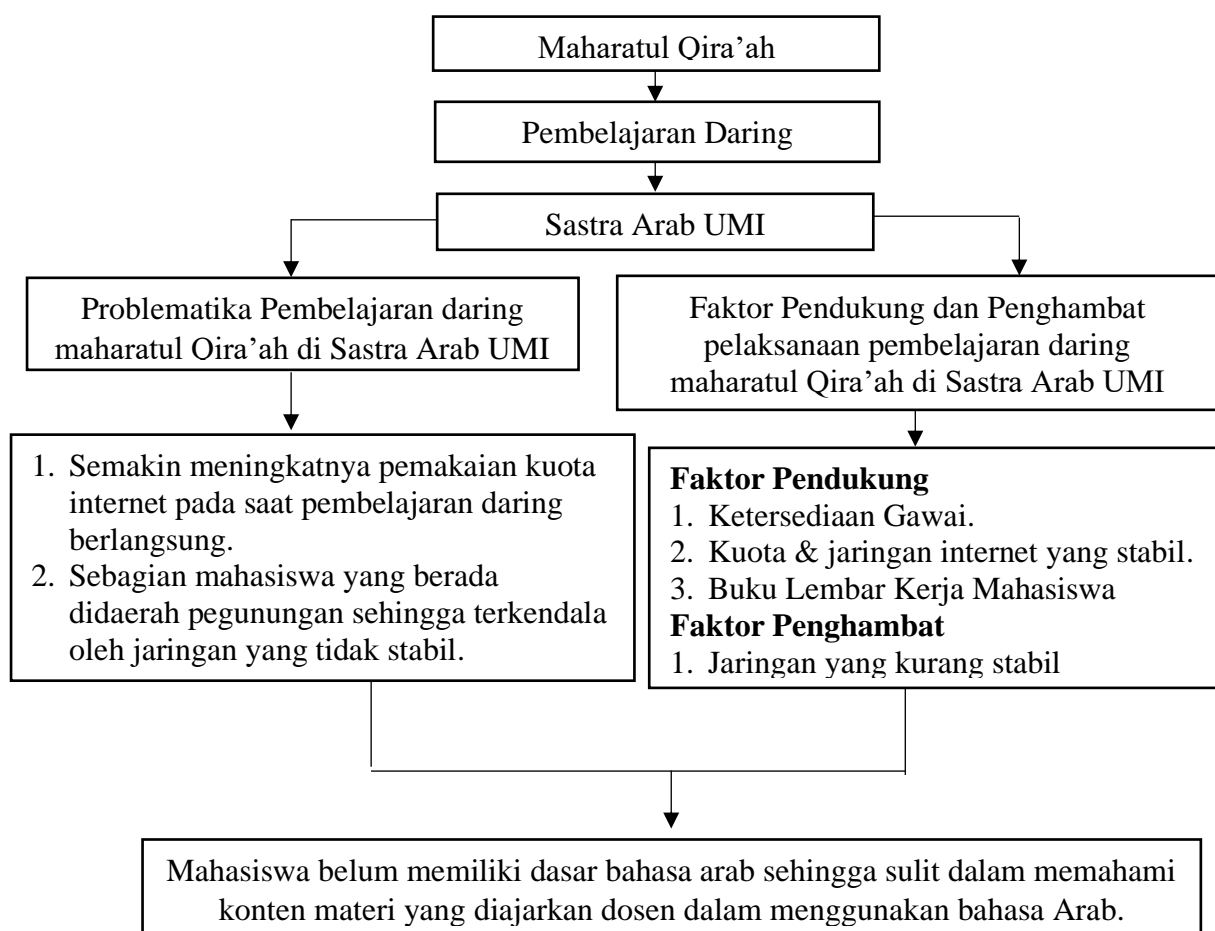 Maharatul Qira’ah
Pembelajaran Daring
Sastra Arab UMI
Problematika Pembelajaran daring
maharatul Qira’ah di Sastra Arab UMI
Faktor Pendukung dan Penghambat
pelaksanaan pembelajaran daring
maharatul Qira’ah di Sastra Arab UMI
1. Semakin meningkatnya pemakaian kuota
internet pada saat pembelajaran daring
berlangsung.
2. Sebagian mahasiswa yang berada
didaerah pegunungan sehingga terkendala
oleh jaringan yang tidak stabil.
Faktor Pendukung
1. Ketersediaan Gawai.
2. Kuota & jaringan internet yang stabil.
3. Buku Lembar Kerja Mahasiswa
Faktor Penghambat
1. Jaringan yang kurang stabil
Mahasiswa belum memiliki dasar bahasa arab sehingga sulit dalam memahami
konten materi yang diajarkan dosen dalam menggunakan bahasa Arab.